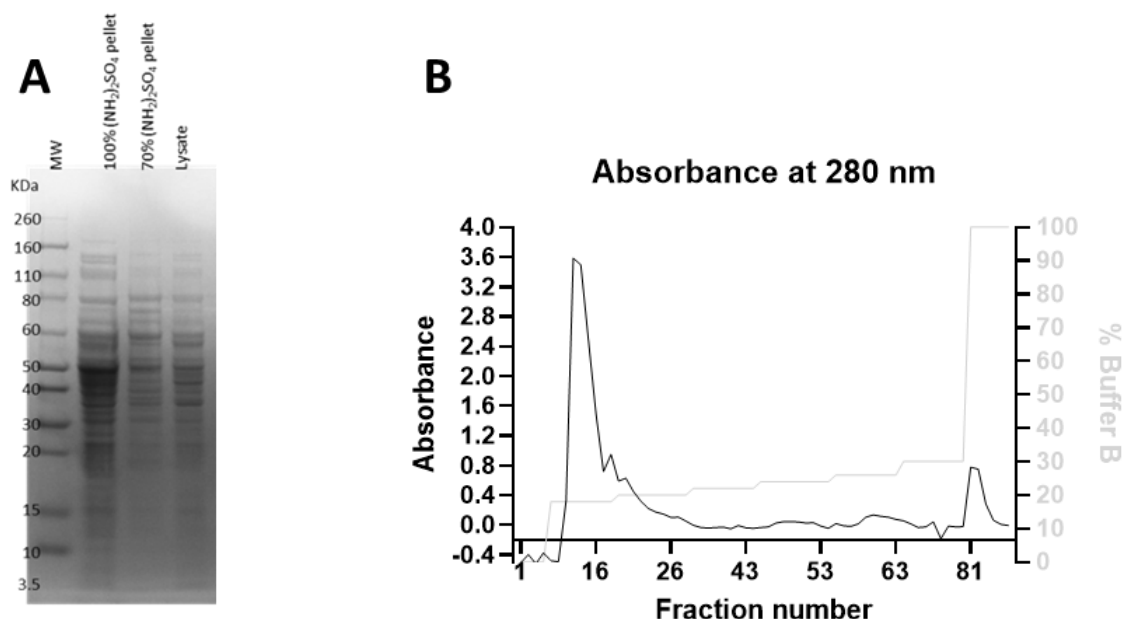 A
MW
100% (NH₂)₂SO₄ pellet
70% (NH₂)₂SO₄ pellet
Lysate
KDa
260
160
110
80
60
50
40
30
20
15
10
3.5
B
Absorbance at 280 nm
Absorbance
4.0
3.6
3.2
2.8
2.4
2.0
1.6
1.2
0.8
0.4
0.0
-0.4
100
90
80
70
60
50
40
30
20
10
0
% Buffer B
1 16 26 43 53 63 81
Fraction number